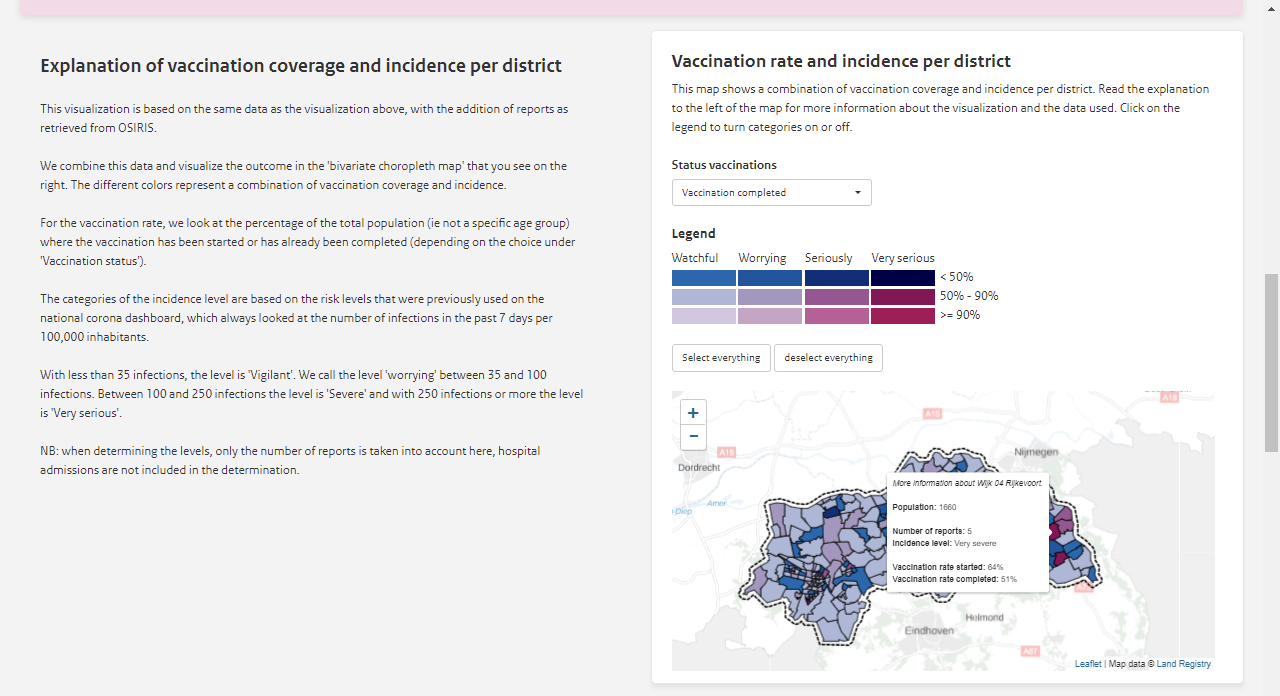 Explanation of vaccination coverage and incidence per district
This visualization is based on the same data as the visualization above, with the addition of reports as
retrieved from OSIRIS.
We combine this data and visualize the outcome in the 'bivariate choropleth map' that you see on the
right. The different colors represent a combination of vaccination coverage and incidence.
For the vaccination rate, we look at the percentage of the total population (ie not a specific age group)
where the vaccination has been started or has already been completed (depending on the choice under
'Vaccination status').
The categories of the incidence level are based on the risk levels that were previously used on the
national corona dashboard, which always looked at the number of infections in the past 7 days per
100,000 inhabitants.
With less than 35 infections, the level is 'Vigilant'. We call the level 'worrying' between 35 and 100
infections. Between 100 and 250 infections the level is 'Severe' and with 250 infections or more the level
is 'Very serious'.
NB: when determining the levels, only the number of reports is taken into account here, hospital
admissions are not included in the determination.
Vaccination rate and incidence per district
This map shows a combination of vaccination coverage and incidence per district. Read the explanation
to the left of the map for more information about the visualization and the data used. Click on the
legend to turn categories on or off.
Status vaccinations
Vaccination completed
Legend
Watchful Worrying Seriously Very serious
< 50%
50% - 90%
>= 90%
Select everything deselect everything
+
−
A18
A15
A16
Nijmegen
Dordrecht
Amer
-Diep
More information about Wijk 04 Rijkevoort.
Population: 1660
Number of reports: 5
Incidence level: Very severe
Vaccination rate started: 64%
Vaccination rate completed: 51%
Helmond
Eindhoven
A67
Leaflet | Map data © Land Registry